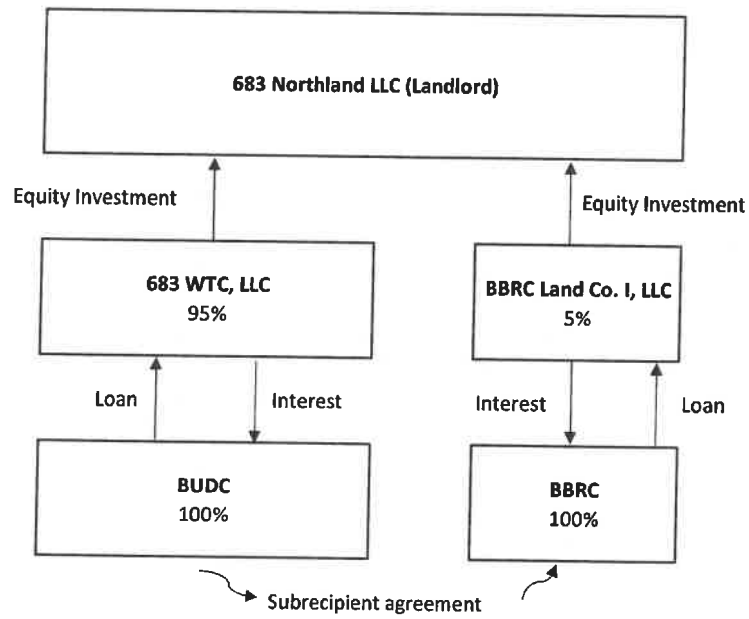 683 Northland LLC (Landlord)
Equity Investment
Equity Investment
683 WTC, LLC
95%
BBRC Land Co. I, LLC
5%
Loan
Interest
Interest
Loan
BUDC
100%
BBRC
100%
Subrecipient agreement